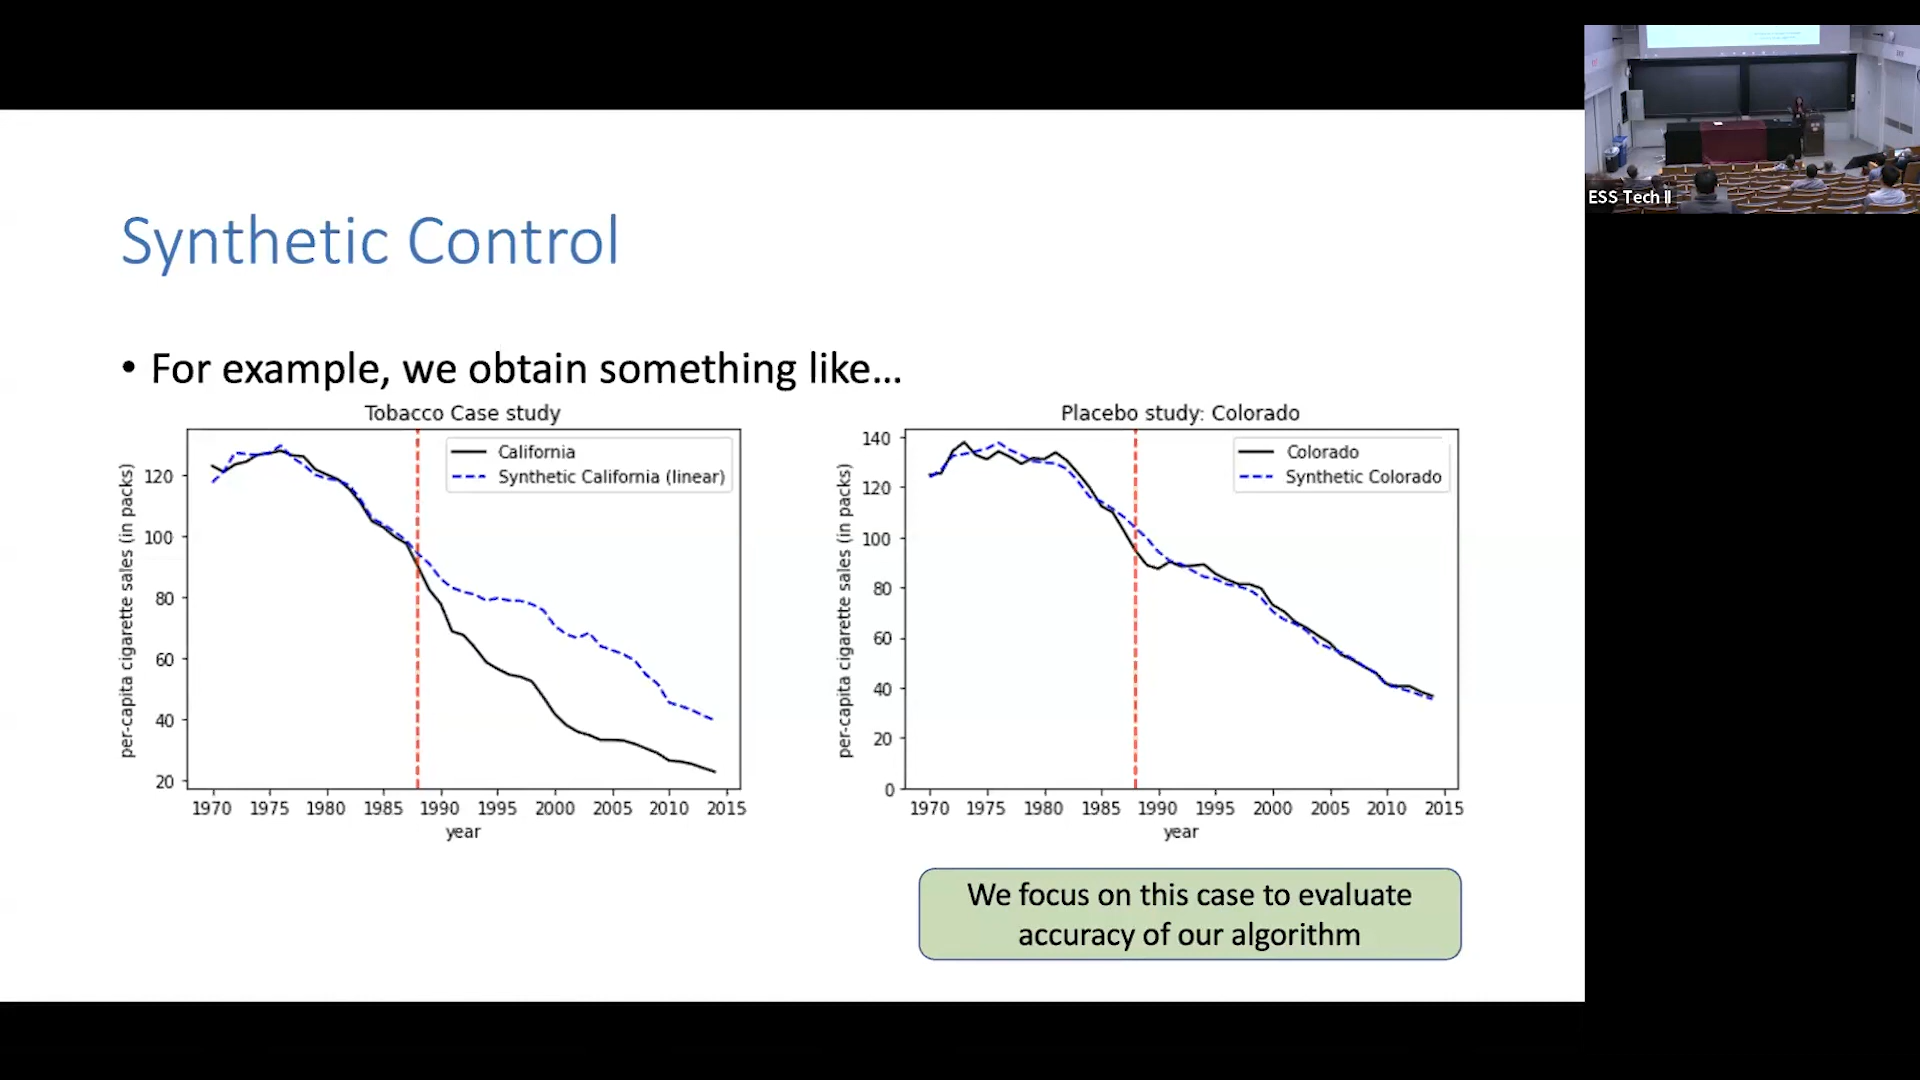 ESS Tech II
Synthetic Control
• For example, we obtain something like...
Tobacco Case study
California
Synthetic California (linear)
per-capita cigarette sales (in packs)
120
100
80
60
40
20
1970 1975 1980 1985 1990 1995 2000 2005 2010 2015
year
Placebo study: Colorado
Colorado
Synthetic Colorado
per-capita cigarette sales (in packs)
140
120
100
80
60
40
20
0
1970 1975 1980 1985 1990 1995 2000 2005 2010 2015
year
We focus on this case to evaluate
accuracy of our algorithm